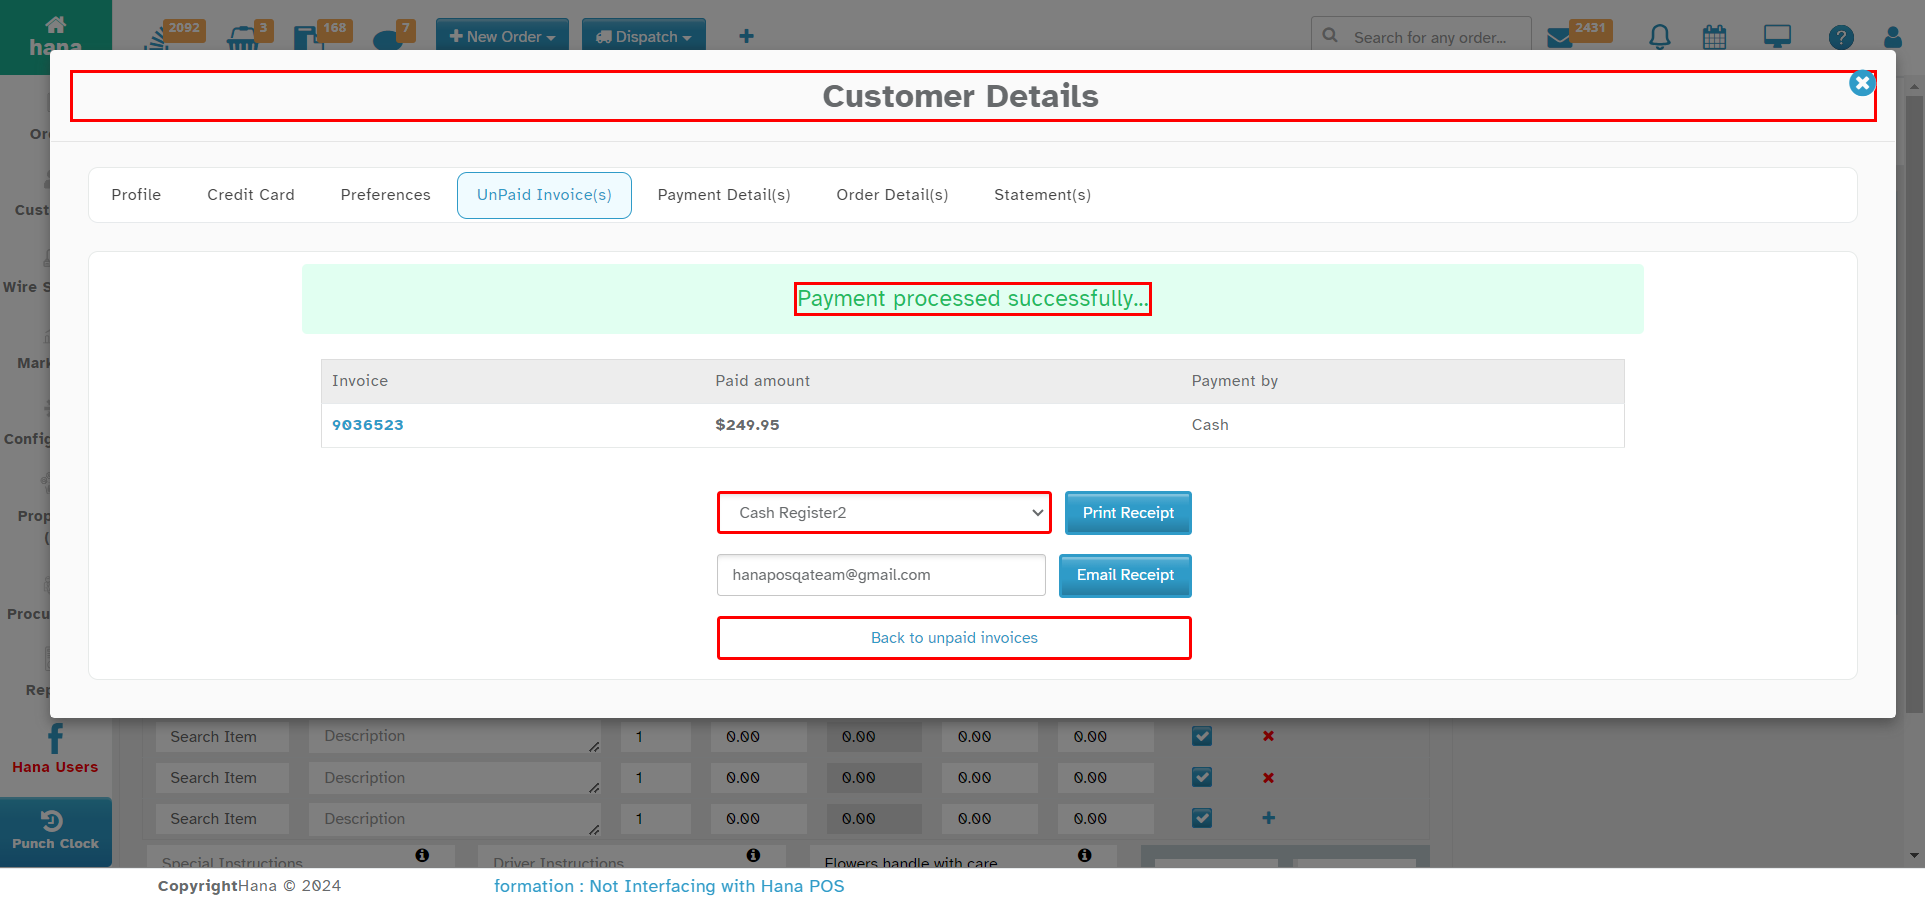 hana
2092
3
168
7
New Order
Dispatch
Search for any order...
2431
Customer Details
Profile
Credit Card
Preferences
UnPaid Invoice(s)
Payment Detail(s)
Order Detail(s)
Statement(s)
Payment processed successfully...
Invoice
Paid amount
Payment by
9036523
$249.95
Cash
Cash Register2
Print Receipt
hanaposqateam@gmail.com
Email Receipt
Back to unpaid invoices
Or
Cust
Wire S
Mark
Config
Prop
(
Procu
Rep
Hana Users
Punch Clock
Search Item Description 1 0.00 0.00 0.00 0.00
Search Item Description 1 0.00 0.00 0.00 0.00
Search Item Description 1 0.00 0.00 0.00 0.00
Special Instructions
Driver Instructions
Flowers handle with care
CopyrightHana © 2024
formation : Not Interfacing with Hana POS